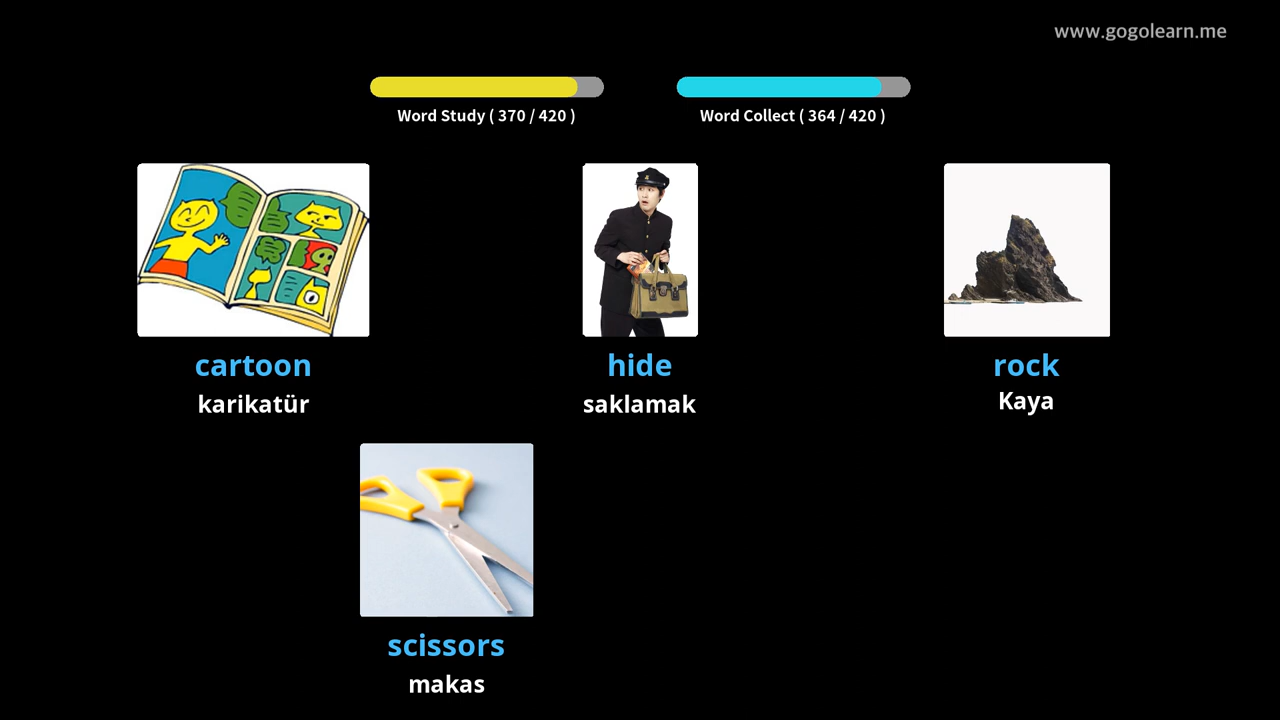 www.gogolearn.me
Word Study ( 370 / 420 )
Word Collect ( 364 / 420 )
cartoon
karikatür
hide
saklamak
rock
Kaya
scissors
makas